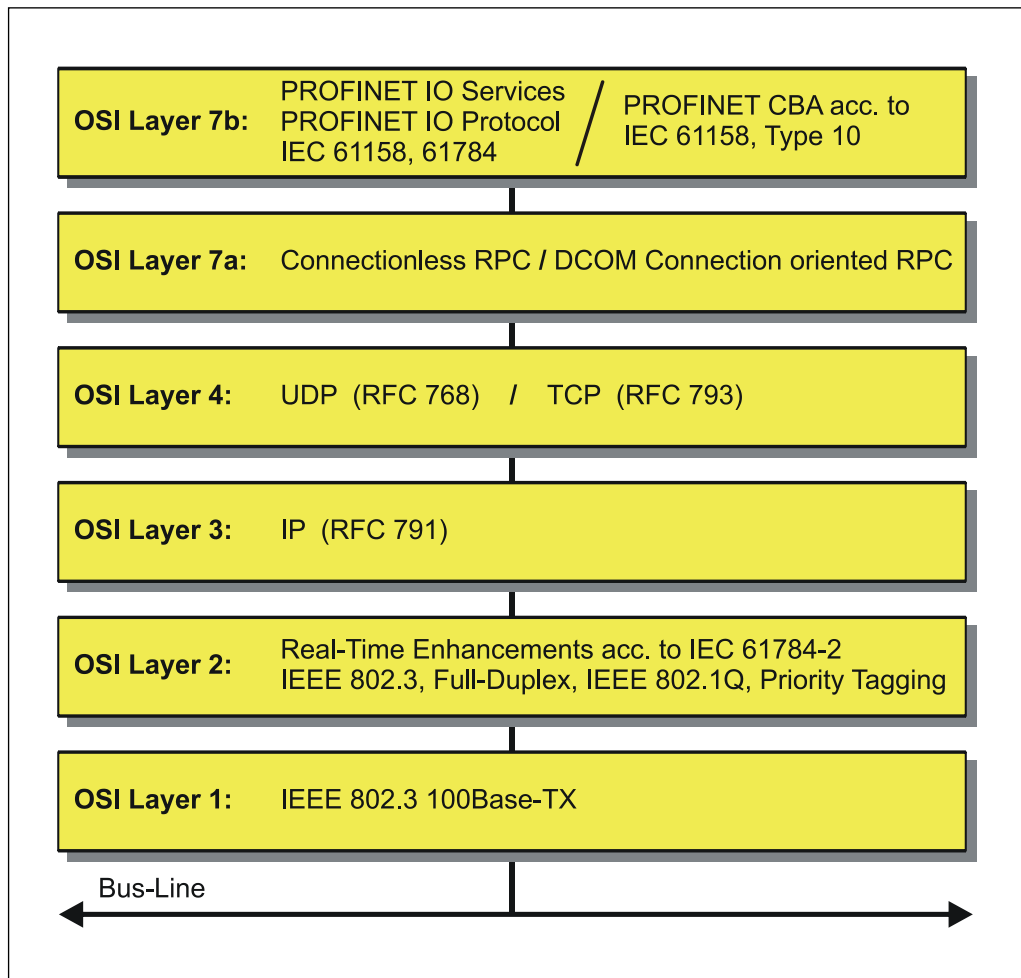 OSI Layer 7b:
PROFINET IO Services
PROFINET IO Protocol
IEC 61158, 61784
/
PROFINET CBA acc. to
IEC 61158, Type 10
OSI Layer 7a: Connectionless RPC / DCOM Connection oriented RPC
OSI Layer 4: UDP (RFC 768) / TCP (RFC 793)
OSI Layer 3: IP (RFC 791)
OSI Layer 2:
Real-Time Enhancements acc. to IEC 61784-2
IEEE 802.3, Full-Duplex, IEEE 802.1Q, Priority Tagging
OSI Layer 1: IEEE 802.3 100Base-TX
Bus-Line